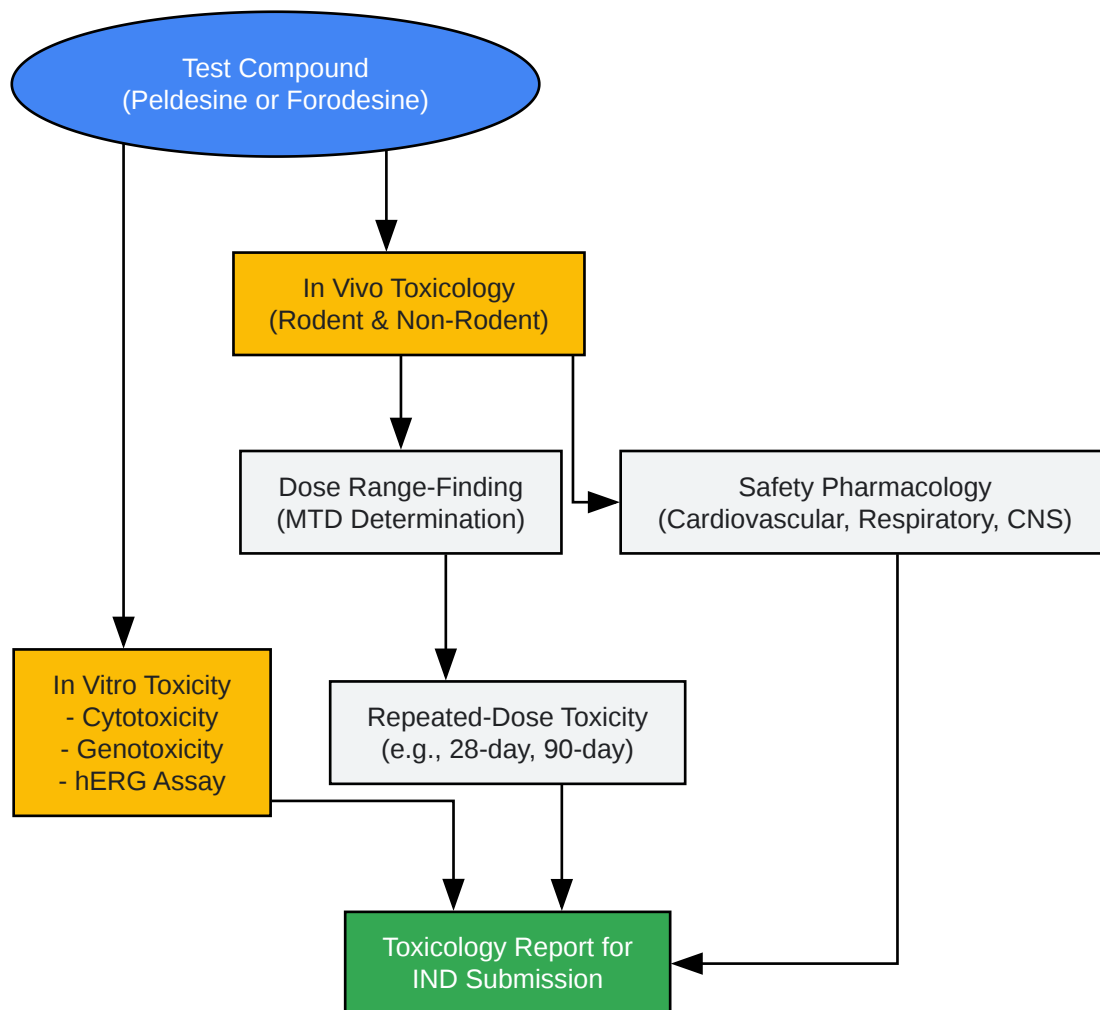 Test Compound
(Peldesine or Forodesine)
In Vivo Toxicology
(Rodent & Non-Rodent)
Dose Range-Finding
(MTD Determination)
Safety Pharmacology
(Cardiovascular, Respiratory, CNS)
In Vitro Toxicity
- Cytotoxicity
- Genotoxicity
- hERG Assay
Repeated-Dose Toxicity
(e.g., 28-day, 90-day)
Toxicology Report for
IND Submission